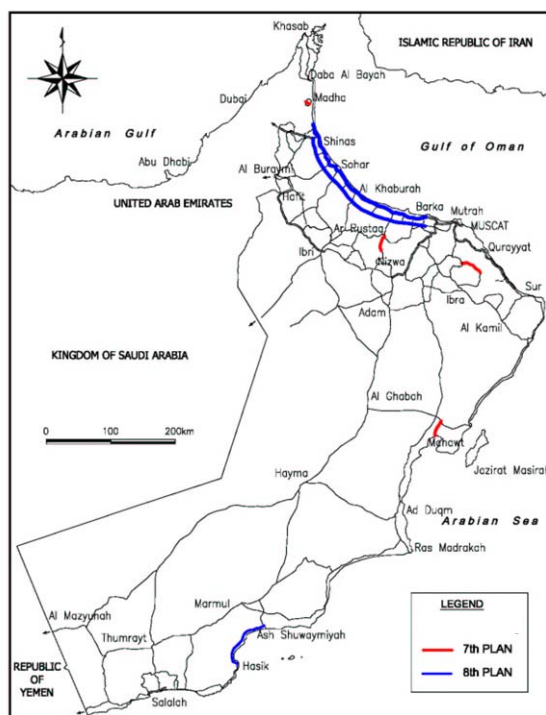 Khasab
ISLAMIC REPUBLIC OF IRAN
Daba Al Bayah
Dubai
Madha
Arabian Gulf
Shinas
Gulf of Oman
Sohar
Abu Dhabi
Al Buraymi
Al Khaburah
Hafit
UNITED ARAB EMIRATES
Barka
Mutrah
MUSCAT
Ar Rustaq
Qurayyat
Ibri
Nizwa
Sur
Ibra
Adam
Al Kamil
KINGDOM OF SAUDI ARABIA
Al Ghabah
0 100 200km
Mahawt
Jazirat Masirat
Hayma
Ad Duqm
Arabian Sea
Ras Madrakah
Marmul
Al Mazyunah
Ash Shuwaymiyah
Thumrayt
REPUBLIC
OF
YEMEN
Hasik
Salalah
LEGEND
7th PLAN
8th PLAN